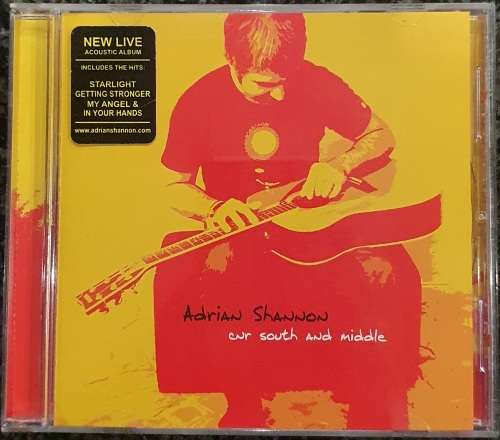 NEW LIVE
ACOUSTIC ALBUM
INCLUDES THE HITS:
STARLIGHT
GETTING STRONGER
MY ANGEL &
IN YOUR HANDS
www.adrianshannon.com
Adrian Shannon
cnr south and middle